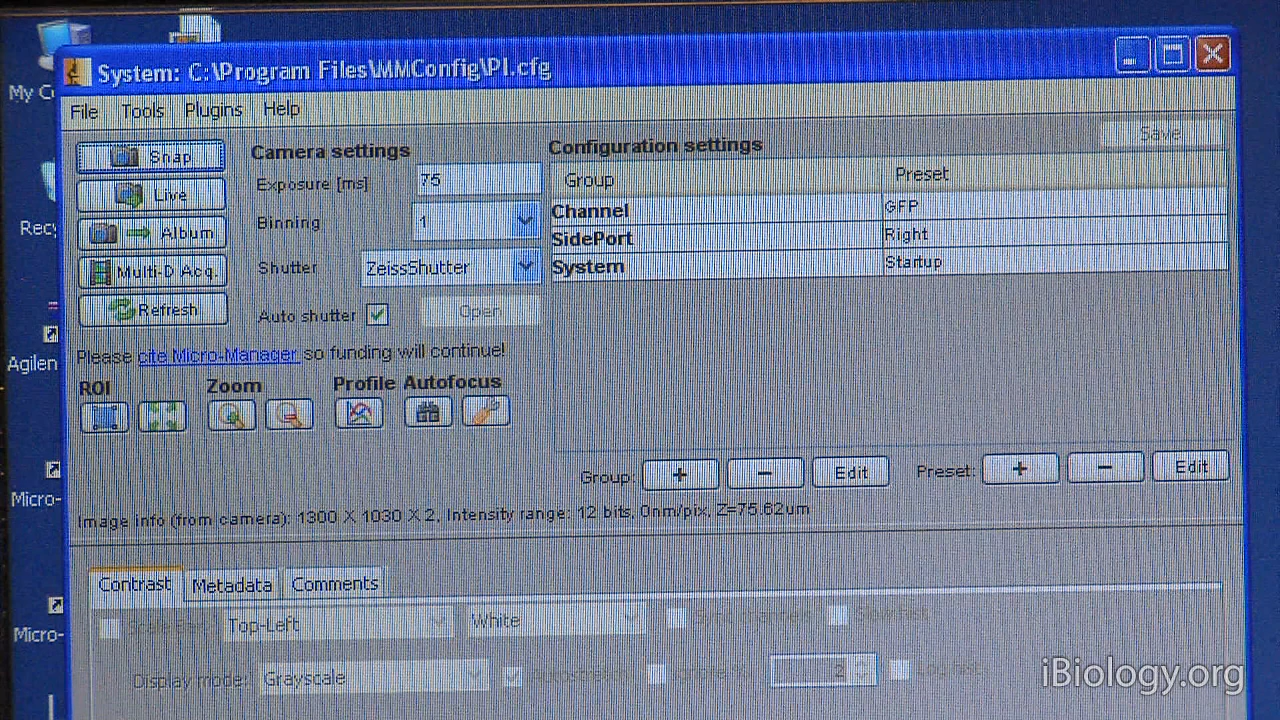 System: C:\Program Files\MMConfig\PI.cfg
My Co
File Tools Plugins Help
Save
Snap
Camera settings
Configuration settings
Exposure [ms] 75
Group Preset
Live
Binning 1
Channel GFP
Recy
Album
SidePort Right
Multi-D Acq.
Shutter ZeissShutter
System Startup
Refresh
Auto shutter Open
Agilen
Please cite Micro-Manager so funding will continue!
ROI Zoom Profile Autofocus
Micro-
Group: + - Edit Preset: + - Edit
Image info (from camera): 1300 X 1030 X 2, Intensity range: 12 bits, 0nm/pix, Z=75.62um
Contrast Metadata Comments
Micro-
Top-Left White
Display mode: Grayscale 2
iBiology.org